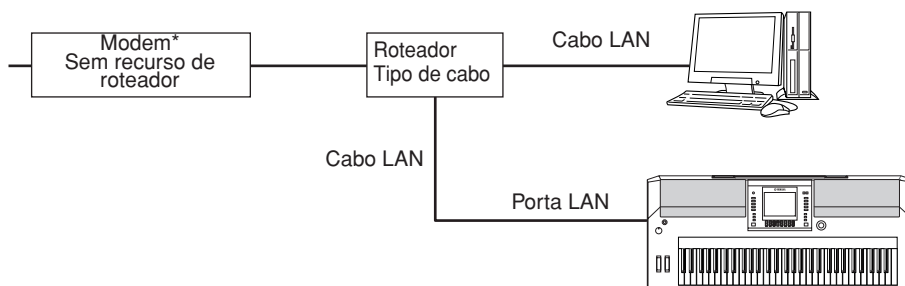 Modem*
Sem recurso de
roteador
Roteador
Tipo de cabo
Cabo LAN
Cabo LAN
Porta LAN